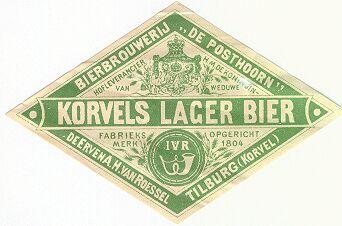 BIERBROUWERIJ „DE POSTHOORN"
HOFLEVERANCIER H.M. DE KONINGIN-
VAN WEDUWE
KORVELS LAGER BIER
FABRIEKS OPGERICHT
MERK 1804
IVR
DE ERVEN A.H. VAN ROESSEL
TILBURG (KORVEL)